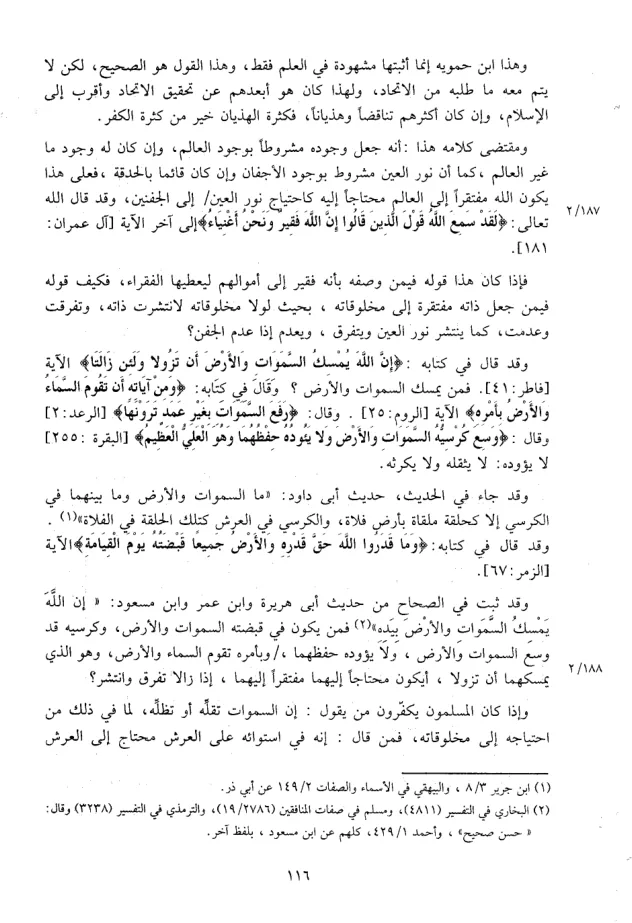 وهذا ابن حمويه إنما أثبتها مشهودة في العلم فقط، وهذا القول هو الصحيح، لكن لا
يتم معه ما طلبه من الاتحاد، ولهذا كان هو أبعدهم عن تحقيق الاتحاد وأقرب إلى
الإسلام، وإن كان أكثرهم تناقضاً وهذياناً، فكثرة الهذيان خير من كثرة الكفر.
ومقتضى كلامه هذا : أنه جعل وجوده مشروطاً بوجود العالم، وإن كان له وجود ما
غير العالم ، كما أن نور العين مشروط بوجود الأجفان وإن كان قائما بالحدقة، فعلى هذا
يكون الله مفتقراً إلى العالم محتاجاً إليه كاحتياج نور العين/ إلى الجفنين، وقد قال الله
٢/١٨٧
تعالى: ﴿لَقَدْ سَمِعَ اللَّهُ قَوْلَ الَّذِينَ قَالُوا إِنَّ اللَّهَ فَقِيرٌ وَنَحْنُ أَغْنِيَاءُ﴾إلى آخر الآية [آل عمران:
١٨١].
فإذا كان هذا قوله فيمن وصفه بأنه فقير إلى أموالهم ليعطيها الفقراء، فكيف قوله
فيمن جعل ذاته مفتقرة إلى مخلوقاته ، بحيث لولا مخلوقاته لانتشرت ذاته، وتفرقت
وعدمت، كما ينتشر نور العين ويتفرق ، ويعدم إذا عدم الجفن؟
وقد قال في كتابه :﴿إِنَّ اللَّهَ يُمْسِكُ السَّمَوَاتِ وَالأَرْضَ أَن تَزُولا وَلَئِن زَالَتَا﴾ الآية
[فاطر:٤١]. فمن يمسك السموات والأرض ؟ وقال في كتابه: ﴿وَمِنْ آيَاتِهِ أَن تَقُومَ السَّمَاءُ
وَالأَرْضُ بِأَمْرِهِ﴾ الآية [الروم:٢٥] . وقال: ﴿رَفَعَ السَّمَوَاتِ بِغَيْرِ عَمَدٍ تَرَوْنَهَا﴾ [الرعد:٢]
وقال :﴿وَسِعَ كُرْسِيُّهُ السَّمَوَاتِ وَالأَرْضَ وَلا يَئُودُهُ حِفْظُهُمَا وَهُوَ الْعَلِيُّ الْعَظِيمُ﴾ [البقرة : ٢٥٥]
لا يؤوده: لا يثقله ولا يكرثه.
وقد جاء في الحديث، حديث أبى داود: «ما السموات والأرض وما بينهما في
الكرسي إلا كحلقة ملقاة بأرض فلاة، والكرسي في العرش كتلك الحلقة في الفلاة»(١) .
وقد قال في كتابه:﴿وَمَا قَدَرُوا اللَّهَ حَقَّ قَدْرِهِ وَالأَرْضُ جَمِيعًا قَبْضَتُهُ يَوْمَ الْقِيَامَةِ﴾الآية
[الزمر:٦٧].
وقد ثبت في الصحاح من حديث أبى هريرة وابن عمر وابن مسعود: « إن اللَّهَ
يَمْسِكُ السَّمَواتِ والأَرْضَ بِيَدِه»(٢) فمن يكون في قبضته السموات والأرض، وكرسيه قد
وسع السموات والأرض ، ولا يؤوده حفظهما ،/وبأمره تقوم السماء والأرض، وهو الذي
٢/١٨٨
يمسكهما أن تزولا ، أيكون محتاجاً إليهما مفتقراً إليهما ، إذا زالا تفرق وانتشر؟
وإذا كان المسلمون يكفّرون من يقول : إن السموات تقلّه أو تظلّه، لما في ذلك من
احتياجه إلى مخلوقاته، فمن قال : إنه في استوائه على العرش محتاج إلى العرش
(١) ابن جرير ٨/٣ ، والبيهقي في الأسماء والصفات ١٤٩/٢ عن أبي ذر.
(٢) البخاري في التفسير (٤٨١١)، ومسلم في صفات المنافقين (١٩/٢٧٨٦)، والترمذي في التفسير (٣٢٣٨) وقال:
« حسن صحيح» ، وأحمد ٤٢٩/١، كلهم عن ابن مسعود ، بلفظ آخر.
١١٦